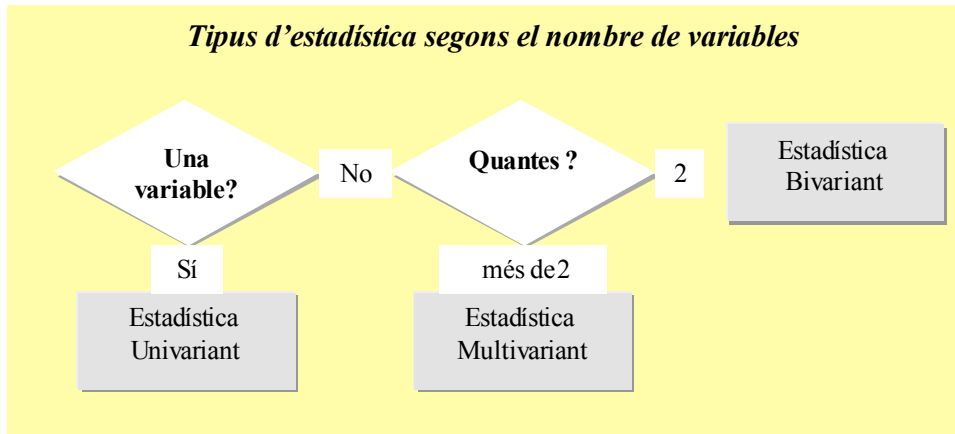 Tipus d’estadística segons el nombre de variables
Una
variable?
No
Quantes ?
2
Estadística
Bivariant
Sí
més de2
Estadística
Univariant
Estadística
Multivariant